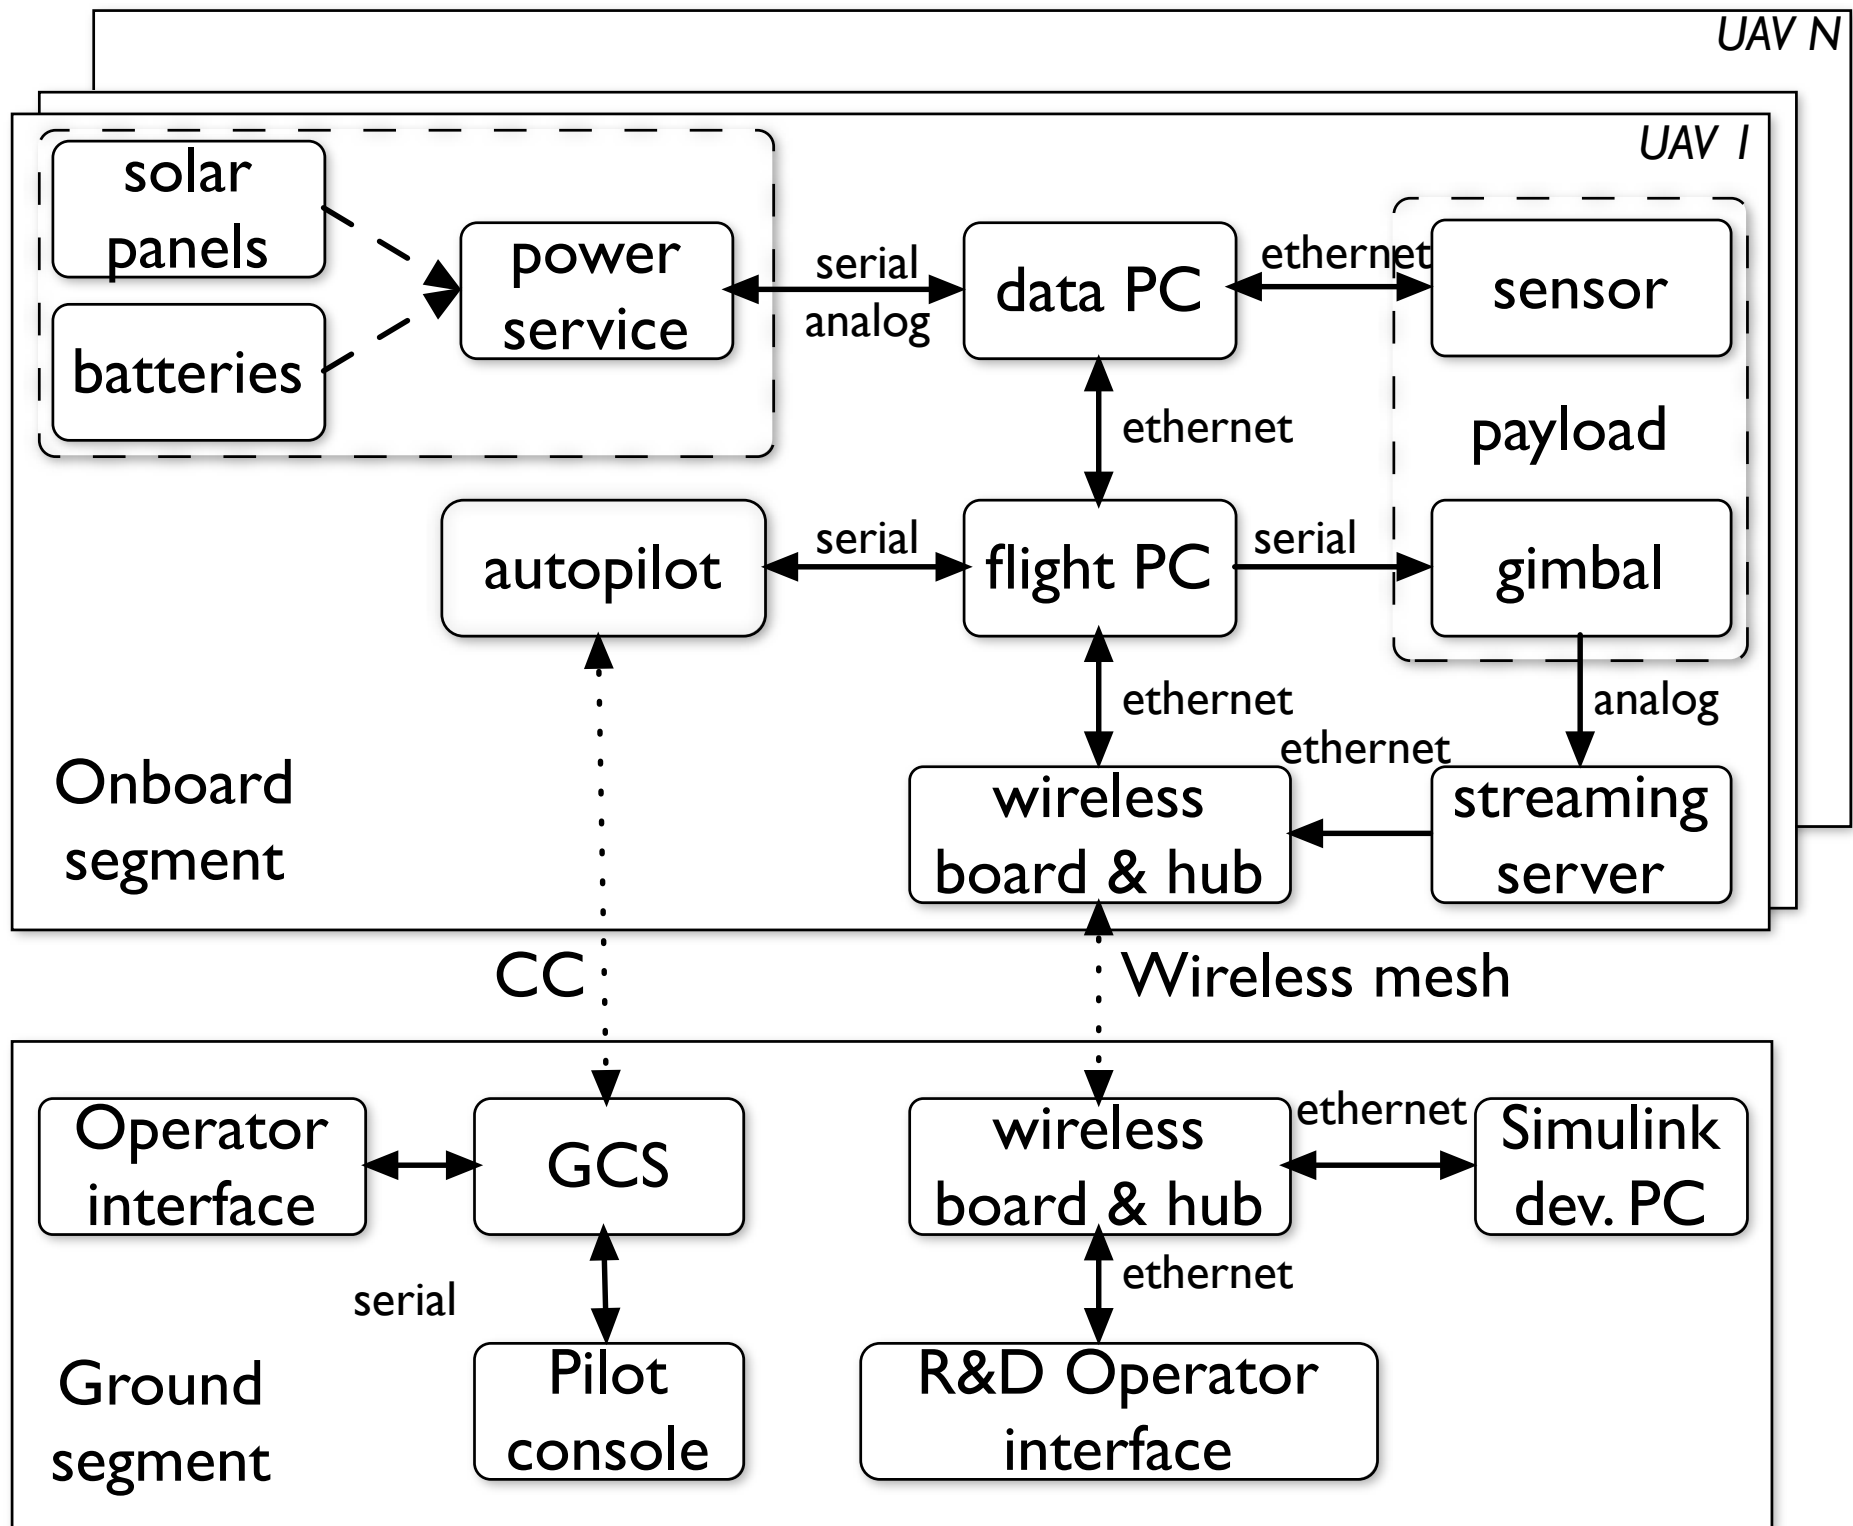 UAV N
UAV 1
solar
panels
power
service
batteries
serial
analog
data PC
ethernet
sensor
payload
ethernet
autopilot
serial
flight PC
serial
gimbal
ethernet
analog
ethernet
Onboard
segment
wireless
board & hub
streaming
server
CC
Wireless mesh
Operator
interface
GCS
wireless
board & hub
ethernet
Simulink
dev. PC
serial
ethernet
Ground
segment
Pilot
console
R&D Operator
interface